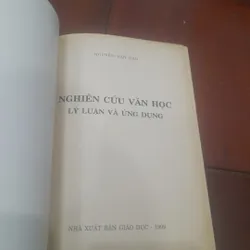 NGHIÊN CỨU VĂN HỌC
LÝ LUẬN VÀ ỨNG DỤNG
NHÀ XUẤT BẢN GIÁO DỤC -